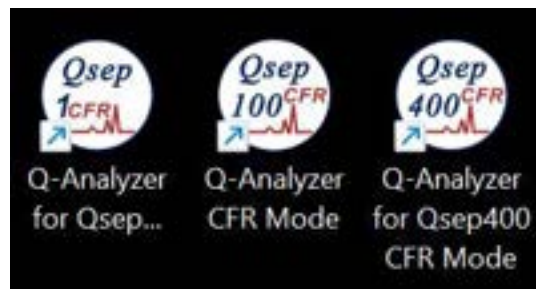 Qsep
1CFR
Q-Analyzer
for Qsep...
Qsep
100CFR
Q-Analyzer
CFR Mode
Qsep
400CFR
Q-Analyzer
for Qsep400
CFR Mode